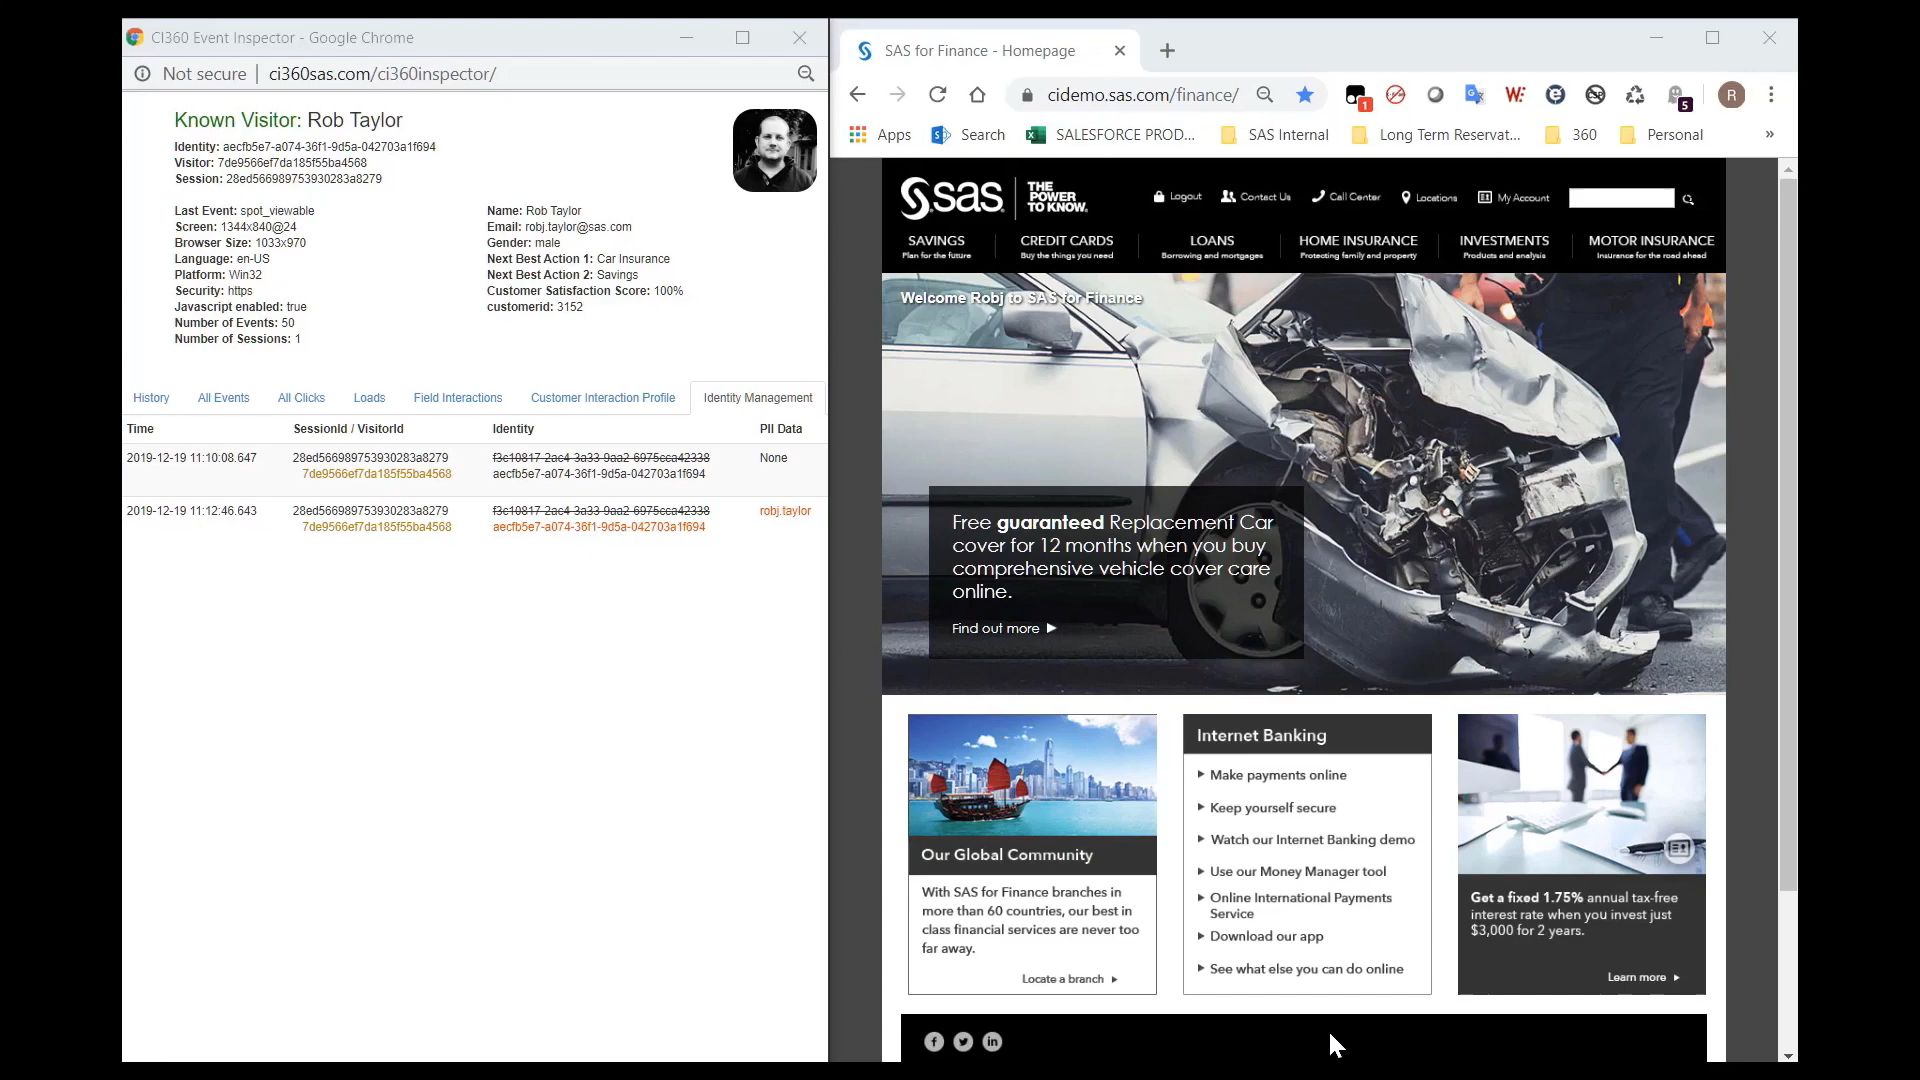 CI360 Event Inspector - Google Chrome
Not secure | ci360sas.com/ci360inspector/
Known Visitor: Rob Taylor
Identity: aecfb5e7-a074-36f1-9d5a-042703a1f694
Visitor: 7de9566ef7da185f55ba4568
Session: 28ed566989753930283a8279
Last Event: spot_viewable
Screen: 1344x840@24
Browser Size: 1033x970
Language: en-US
Platform: Win32
Security: https
Javascript enabled: true
Number of Events: 50
Number of Sessions: 1
Name: Rob Taylor
Email: robj.taylor@sas.com
Gender: male
Next Best Action 1: Car Insurance
Next Best Action 2: Savings
Customer Satisfaction Score: 100%
customerid: 3152
History All Events All Clicks Loads Field Interactions Customer Interaction Profile Identity Management
Time SessionId / VisitorId Identity PII Data
2019-12-19 11:10:08.647 28ed566989753930283a8279 f3c10817-2ac4-3a33-9aa2-6975cca42338 None
7de9566ef7da185f55ba4568 aecfb5e7-a074-36f1-9d5a-042703a1f694
2019-12-19 11:12:46.643 28ed566989753930283a8279 f3c10817-2ac4-3a33-9aa2-6975cca42338 robj.taylor
7de9566ef7da185f55ba4568 aecfb5e7-a074-36f1-9d5a-042703a1f694
SAS for Finance - Homepage
cidemo.sas.com/finance/
1
W
5
R
Apps Search SALESFORCE PROD... SAS Internal Long Term Reservat... 360 Personal »
sas THE POWER TO KNOW.
Logout Contact Us Call Center Locations My Account
SAVINGS CREDIT CARDS LOANS HOME INSURANCE INVESTMENTS MOTOR INSURANCE
Plan for the future Buy the things you need Borrowing and mortgages Protecting family and property Products and analysis Insurance for the road ahead
Welcome Robj to SAS for Finance
Free guaranteed Replacement Car
cover for 12 months when you buy
comprehensive vehicle cover care
online.
Find out more
Our Global Community
With SAS for Finance branches in
more than 60 countries, our best in
class financial services are never too
far away.
Locate a branch
Internet Banking
Make payments online
Keep yourself secure
Watch our Internet Banking demo
Use our Money Manager tool
Online International Payments
Service
Download our app
See what else you can do online
Get a fixed 1.75% annual tax-free
interest rate when you invest just
$3,000 for 2 years.
Learn more